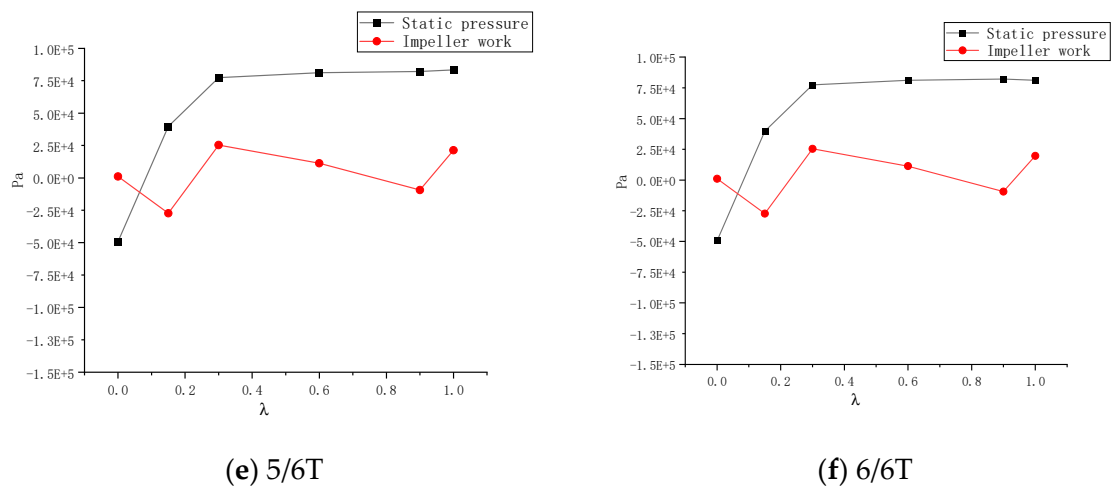 Static pressure
Impeller work
1.0E+5
7.5E+4
5.0E+4
2.5E+4
0.0E+0
-2.5E+4
-5.0E+4
-7.5E+4
-1.0E+5
-1.3E+5
-1.5E+5
Pa
0.0 0.2 0.4 0.6 0.8 1.0
λ
(e) 5/6T
Static pressure
Impeller work
1.0E+5
7.5E+4
5.0E+4
2.5E+4
0.0E+0
-2.5E+4
-5.0E+4
-7.5E+4
-1.0E+5
-1.3E+5
-1.5E+5
Pa
0.0 0.2 0.4 0.6 0.8 1.0
λ
(f) 6/6T